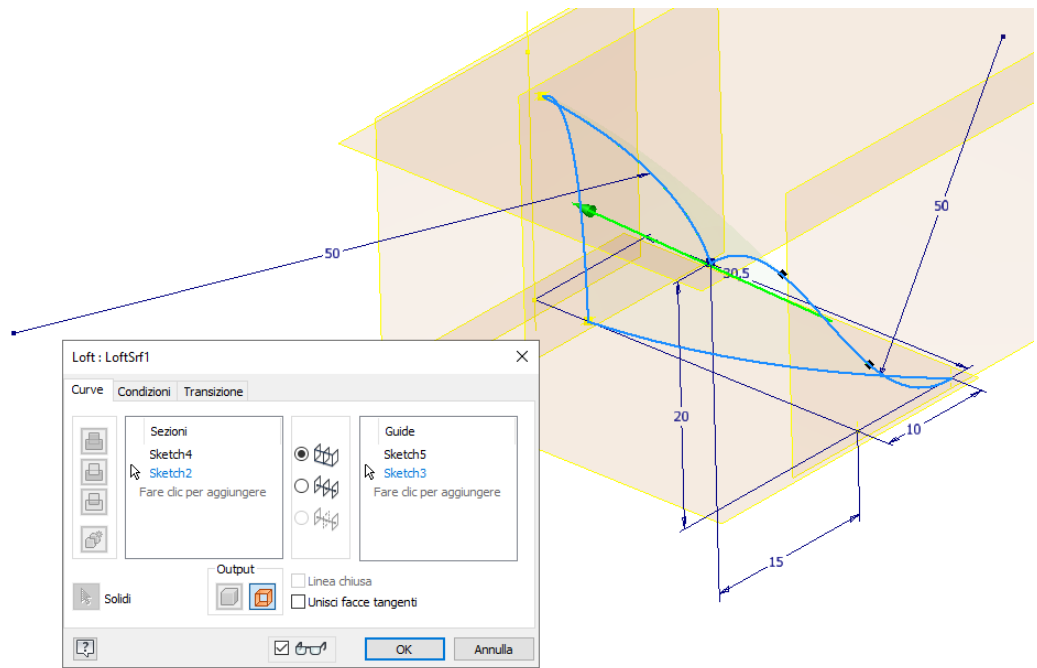 50
50
30,5
20
10
15
Loft : LoftSrf1
Curve Condizioni Transizione
Sezioni
Sketch4
Sketch2
Fare clic per aggiungere
Guide
Sketch5
Sketch3
Fare clic per aggiungere
Solidi
Output
Linea chiusa
Unisci facce tangenti
?
OK
Annulla